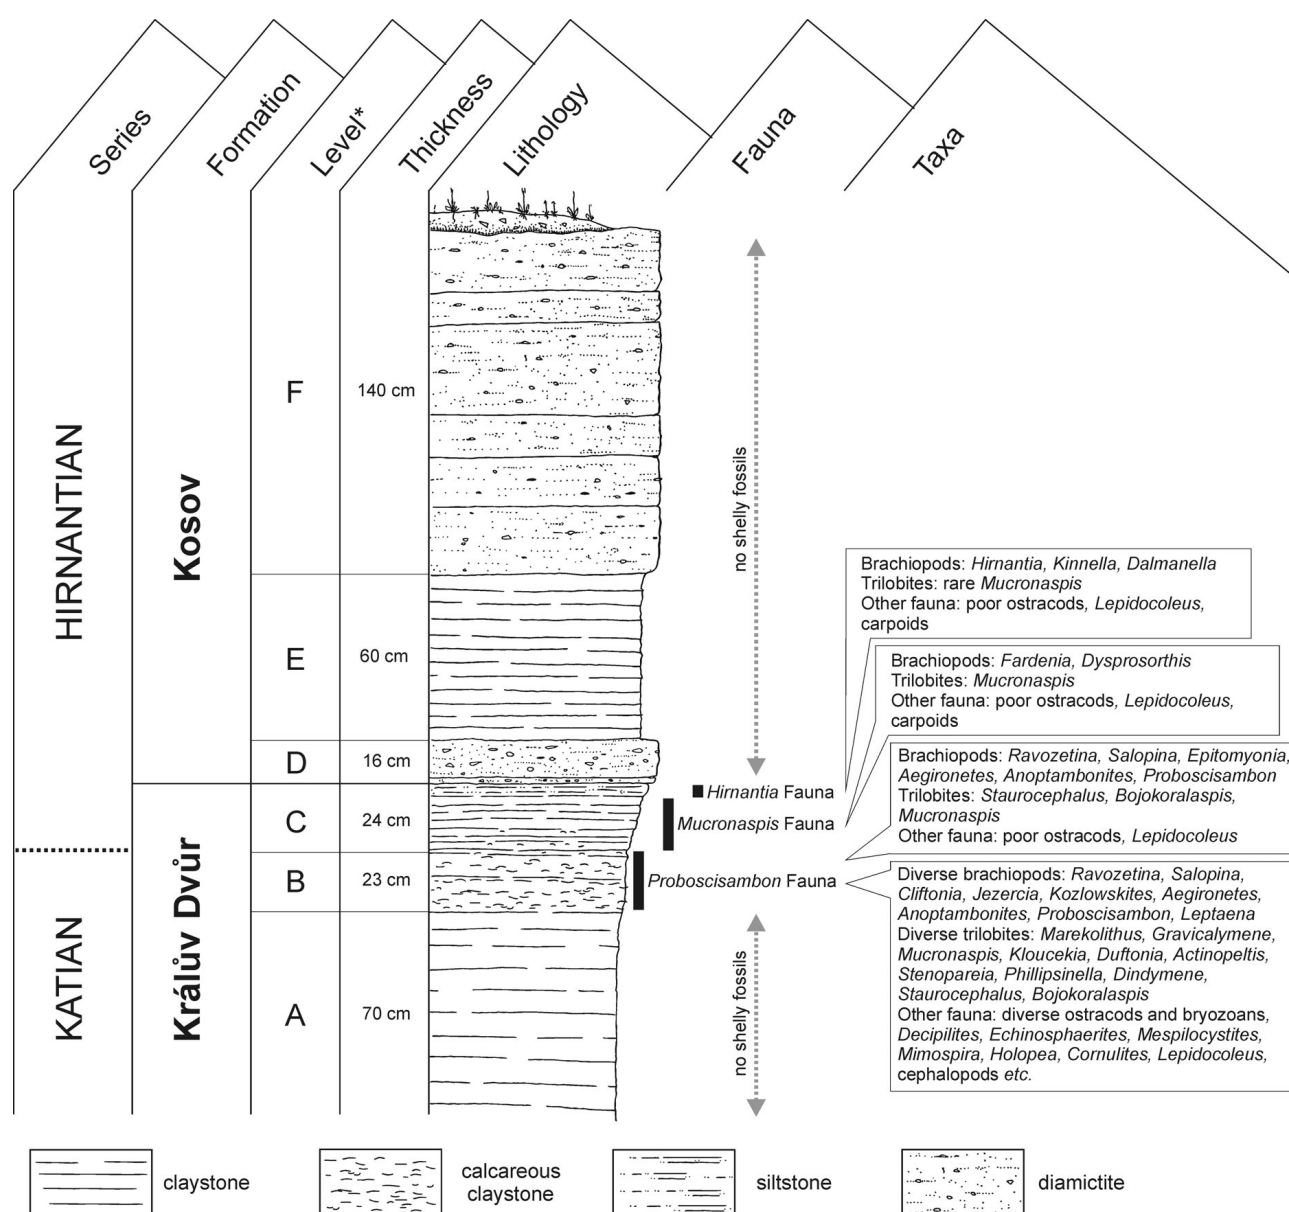 Series
Formation
Level*
Thickness
Lithology
Fauna
Taxa
HIRNANTIAN
KATIAN
Kosov
Králův Dvůr
F
140 cm
E
60 cm
D
16 cm
C
24 cm
B
23 cm
A
70 cm
no shelly fossils
Hirnantia Fauna
Mucronaspis Fauna
Proboscisambon Fauna
no shelly fossils
Brachiopods: Hirnantia, Kinnella, Dalmanella
Trilobites: rare Mucronaspis
Other fauna: poor ostracods, Lepidocoleus,
carpoids
Brachiopods: Fardenia, Dysprosorthis
Trilobites: Mucronaspis
Other fauna: poor ostracods, Lepidocoleus,
carpoids
Brachiopods: Ravozetina, Salopina, Epitomyonia,
Aegironetes, Anoptambonites, Proboscisambon
Trilobites: Staurocephalus, Bojokoralaspis,
Mucronaspis
Other fauna: poor ostracods, Lepidocoleus
Diverse brachiopods: Ravozetina, Salopina,
Cliftonia, Jezercia, Kozlowskites, Aegironetes,
Anoptambonites, Proboscisambon, Leptaena
Diverse trilobites: Marekolithus, Gravicalymene,
Mucronaspis, Kloucekia, Duftonia, Actinopeltis,
Stenopareia, Phillipsinella, Dindymene,
Staurocephalus, Bojokoralaspis
Other fauna: diverse ostracods and bryozoans,
Decipilites, Echinosphaerites, Mespilocystites,
Mimospira, Holopea, Cornulites, Lepidocoleus,
cephalopods etc.
claystone
calcareous
claystone
siltstone
diamictite